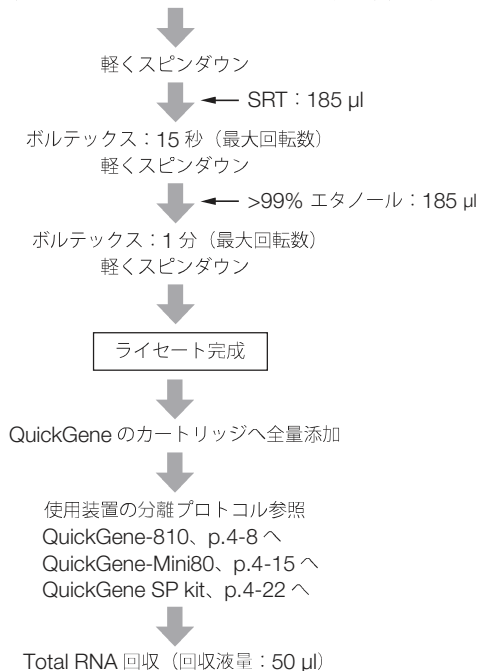 軽くスピンダウン
SRT：185 µl
ボルテックス：15 秒（最大回転数）
軽くスピンダウン
>99% エタノール：185 µl
ボルテックス：1 分（最大回転数）
軽くスピンダウン
ライセート完成
QuickGene のカートリッジへ全量添加
使用装置の分離プロトコル参照
QuickGene-810、p.4-8 へ
QuickGene-Mini80、p.4-15 へ
QuickGene SP kit、p.4-22 へ
Total RNA 回収（回収液量：50 µl）